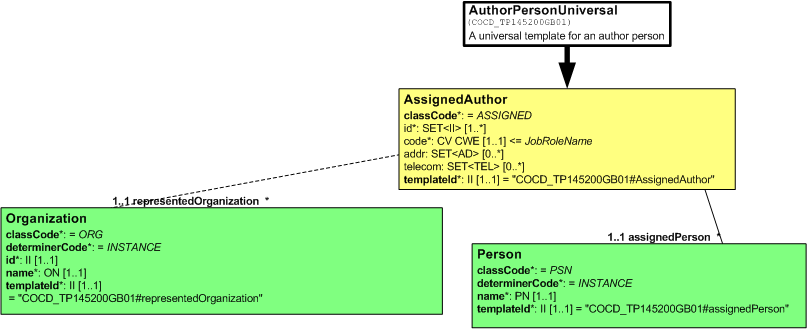 AuthorPersonUniversal
(COCD_TP145200GB01)
A universal template for an author person
AssignedAuthor
classCode*: = ASSIGNED
id*: SET<II> [1..*]
code*: CV CWE [1..1] <= JobRoleName
addr: SET<AD> [0..*]
telecom: SET<TEL> [0..*]
templateId*: II [1..1] = "COCD_TP145200GB01#AssignedAuthor"
1..1 representedOrganization *
Organization
classCode*: = ORG
determinerCode*: = INSTANCE
id*: II [1..1]
name*: ON [1..1]
templateId*: II [1..1]
= "COCD_TP145200GB01#representedOrganization"
1..1 assignedPerson *
Person
classCode*: = PSN
determinerCode*: = INSTANCE
name*: PN [1..1]
templateId*: II [1..1] = "COCD_TP145200GB01#assignedPerson"